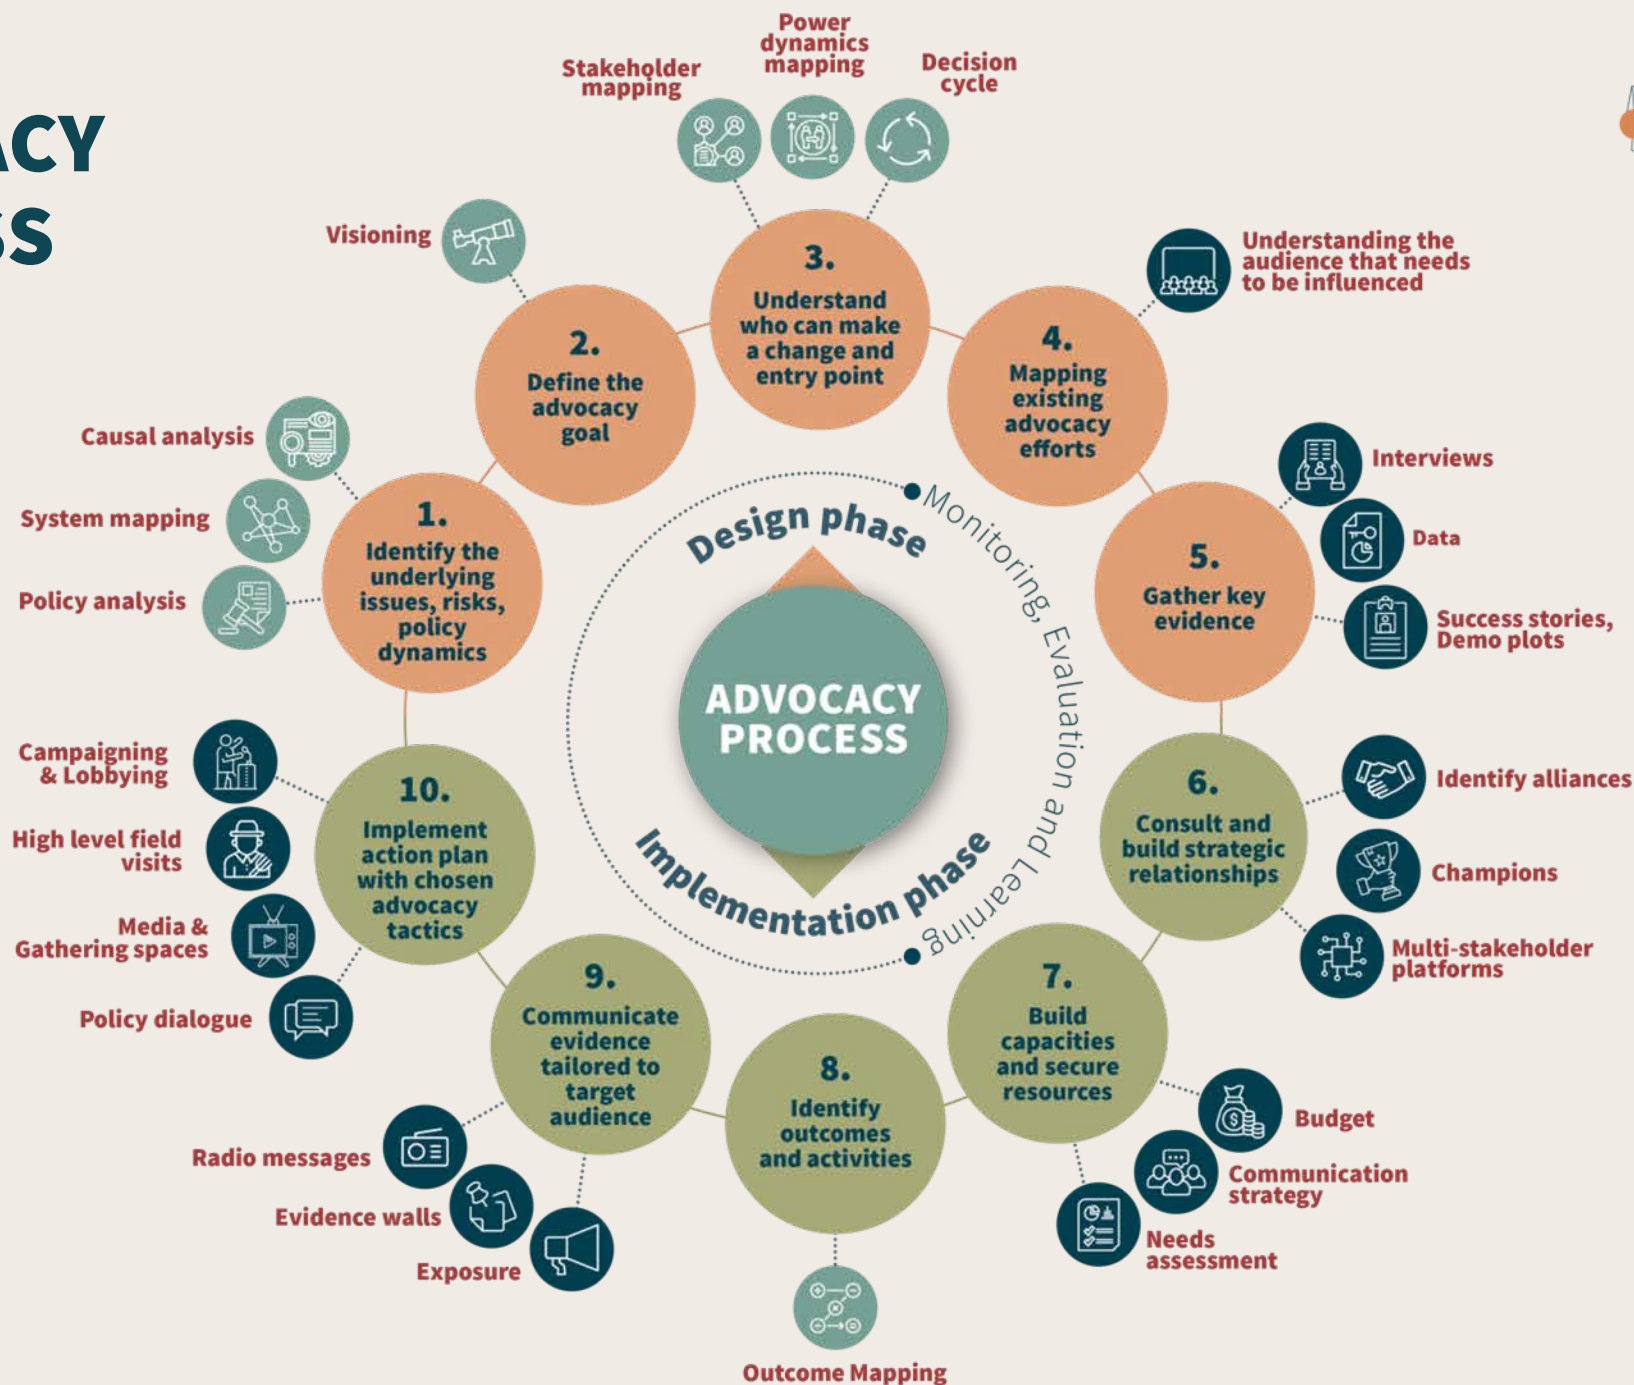 ACY
SS
Stakeholder
mapping
Power
dynamics
mapping
Decision
cycle
Visioning
Understanding the
audience that needs
to be influenced
3.
Understand
who can make
a change and
entry point
2.
Define the
advocacy
goal
4.
Mapping
existing
advocacy
efforts
Causal analysis
System mapping
Policy analysis
1.
Identify the
underlying
issues, risks,
policy
dynamics
5.
Gather key
evidence
Interviews
Data
Success stories,
Demo plots
Design phase
Monitoring, Evaluation and Learning
ADVOCACY
PROCESS
Implementation phase
6.
Consult and
build strategic
relationships
Identify alliances
Champions
Multi-stakeholder
platforms
7.
Build
capacities
and secure
resources
Budget
Communication
strategy
Needs
assessment
8.
Identify
outcomes
and activities
Outcome Mapping
9.
Communicate
evidence
tailored to
target
audience
Radio messages
Evidence walls
Exposure
10.
Implement
action plan
with chosen
advocacy
tactics
Campaigning
& Lobbying
High level field
visits
Media &
Gathering spaces
Policy dialogue